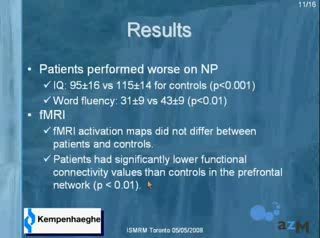 11/16
Results
• Patients performed worse on NP
✓ IQ: 95±16 vs 115±14 for controls (p<0.001)
✓ Word fluency: 31±9 vs 43±9 (p<0.01)
• fMRI
✓ fMRI activation maps did not differ between
patients and controls.
✓ Patients had significantly lower functional
connectivity values than controls in the prefrontal
network (p < 0.01).
Kempenhaeghe
ISMRM Toronto 05/05/2008
azM